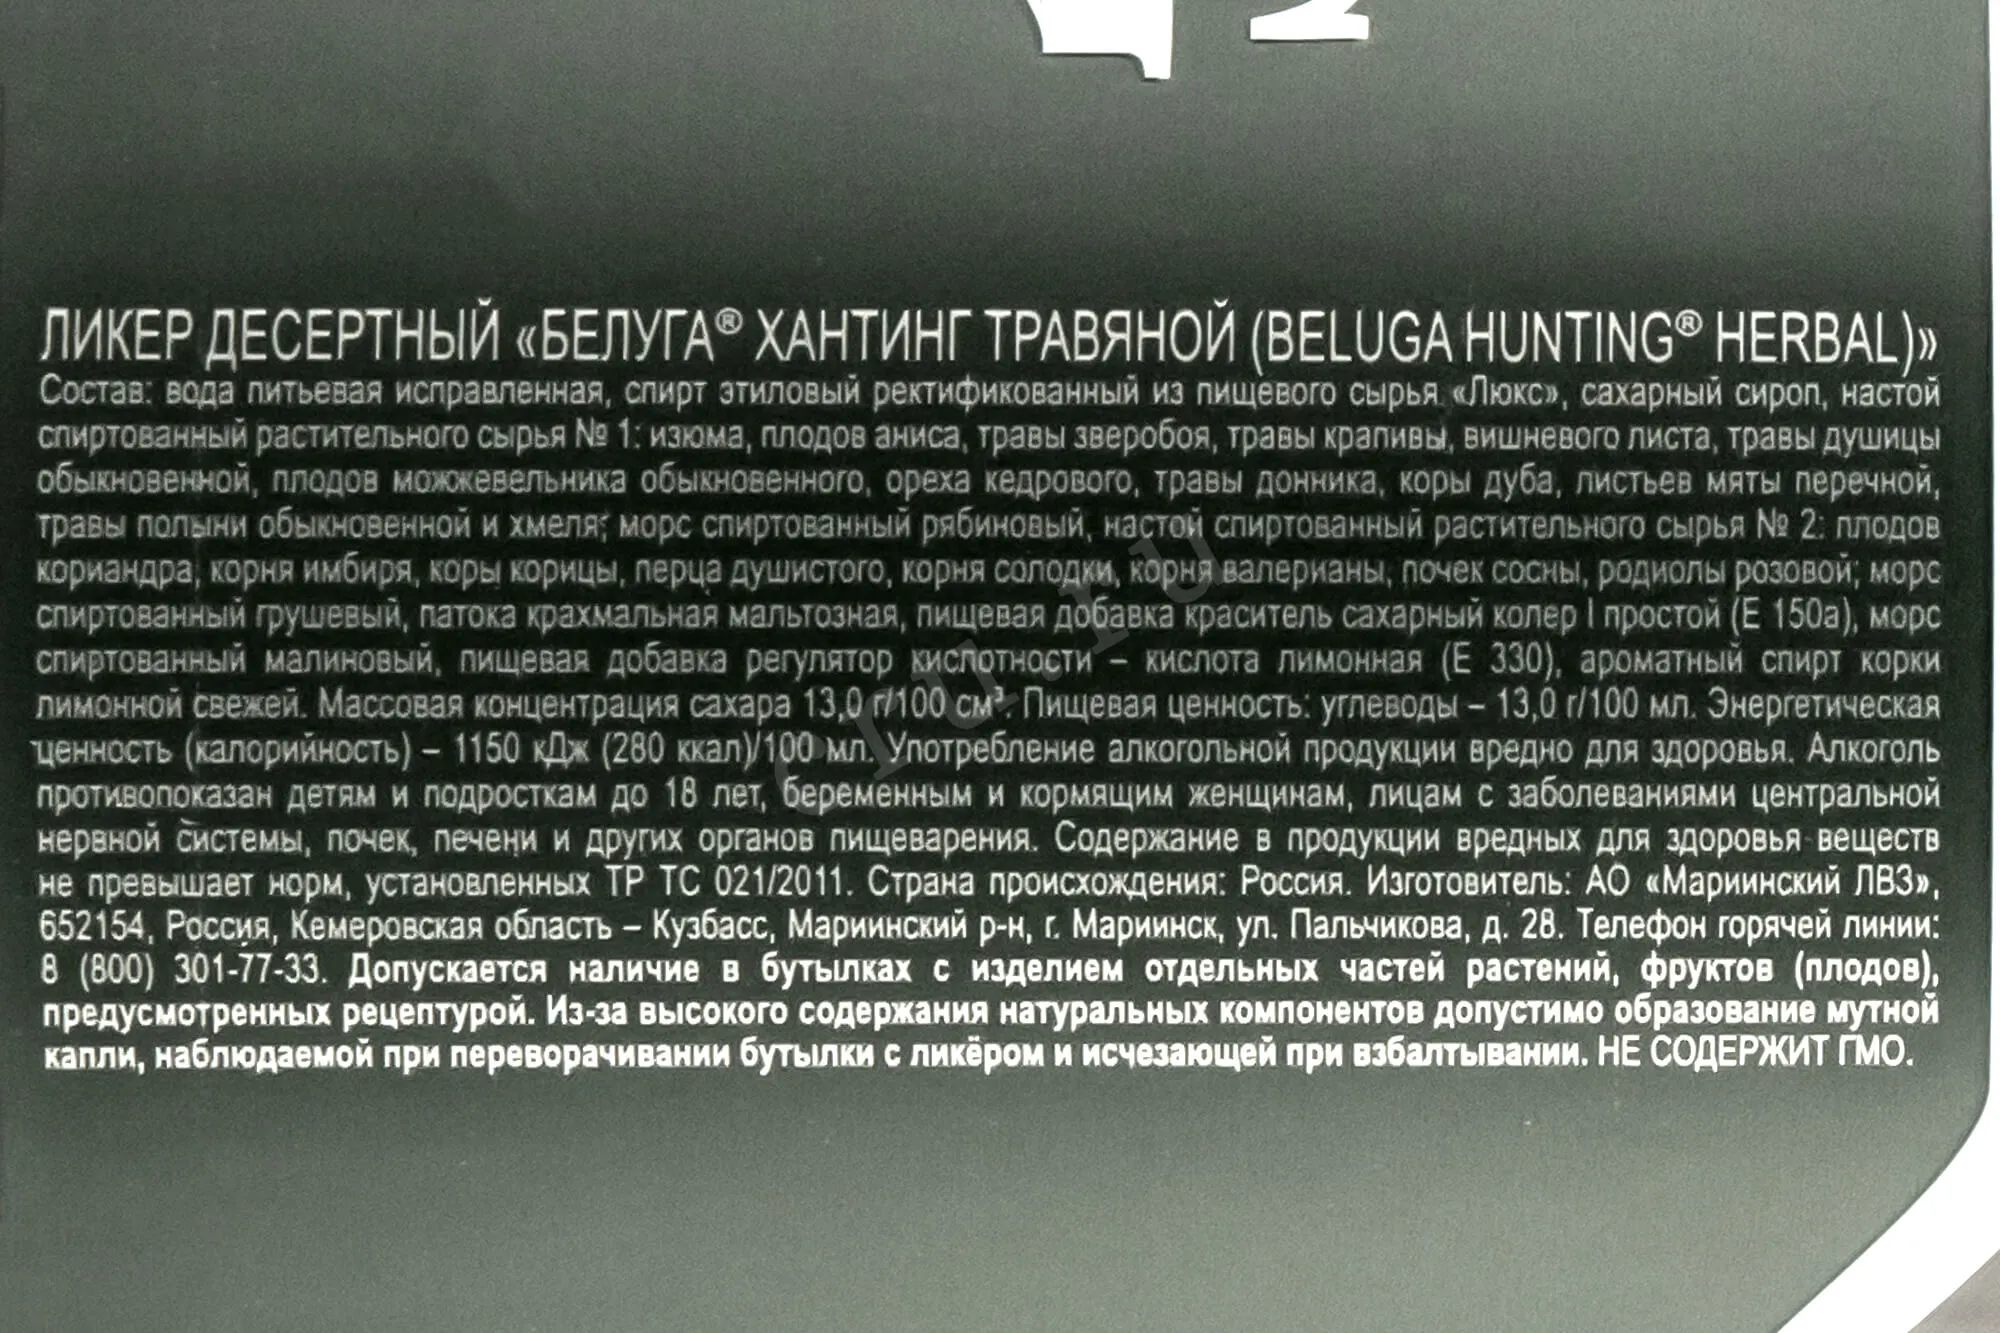 ЛИКЕР ДЕСЕРТНЫЙ «БЕЛУГА® ХАНТИНГ ТРАВЯНОЙ (BELUGA HUNTING® HERBAL)»
Состав: вода питьевая исправленная, спирт этиловый ректификованный из пищевого сырья «Люкс», сахарный сироп, настой
спиртованный растительного сырья № 1: изюма, плодов аниса, травы зверобоя, травы крапивы, вишневого листа, травы душицы
обыкновенной, плодов можжевельника обыкновенного, ореха кедрового, травы донника, коры дуба, листьев мяты перечной,
травы полыни обыкновенной и хмеля; морс спиртованный рябиновый, настой спиртованный растительного сырья № 2: плодов
кориандра, корня имбиря, коры корицы, перца душистого, корня солодки, корня валерианы, почек сосны, родиолы розовой; морс
спиртованный грушевый, патока крахмальная мальтозная, пищевая добавка краситель сахарный колер I простой (Е 150а), морс
спиртованный малиновый, пищевая добавка регулятор кислотности – кислота лимонная (Е 330), ароматный спирт корки
лимонной свежей. Массовая концентрация сахара 13,0 г/100 см³. Пищевая ценность: углеводы – 13,0 г/100 мл. Энергетическая
ценность (калорийность) – 1150 кДж (280 ккал)/100 мл. Употребление алкогольной продукции вредно для здоровья. Алкоголь
противопоказан детям и подросткам до 18 лет, беременным и кормящим женщинам, лицам с заболеваниями центральной
нервной системы, почек, печени и других органов пищеварения. Содержание в продукции вредных для здоровья веществ
не превышает норм, установленных ТР ТС 021/2011. Страна происхождения: Россия. Изготовитель: АО «Мариинский ЛВЗ»,
652154, Россия, Кемеровская область – Кузбасс, Мариинский р-н, г. Мариинск, ул. Пальчикова, д. 28. Телефон горячей линии:
8 (800) 301-77-33. Допускается наличие в бутылках с изделием отдельных частей растений, фруктов (плодов),
предусмотренных рецептурой. Из-за высокого содержания натуральных компонентов допустимо образование мутной
капли, наблюдаемой при переворачивании бутылки с ликёром и исчезающей при взбалтывании. НЕ СОДЕРЖИТ ГМО.
cru.ru